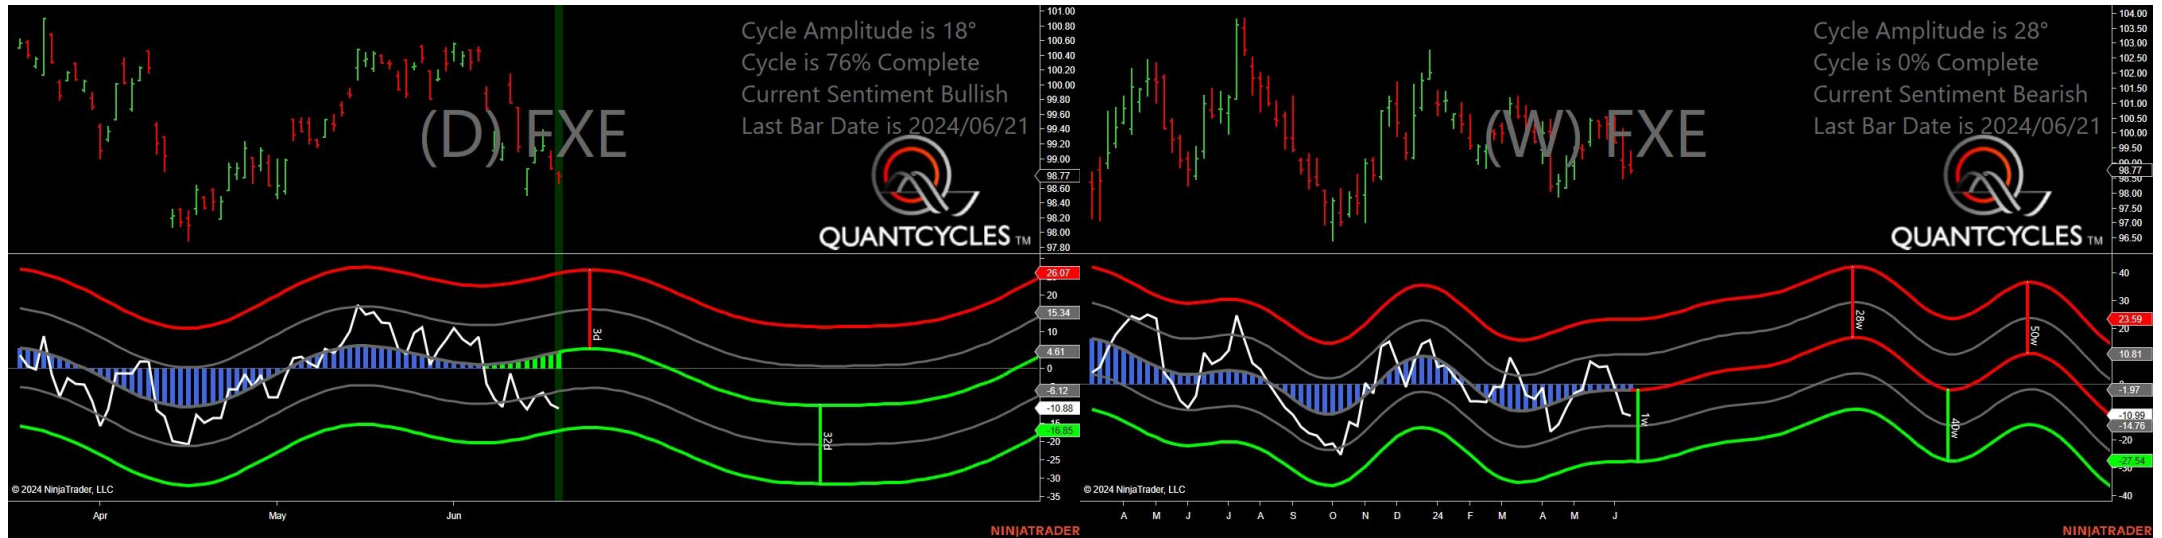 Cycle Amplitude is 18°
Cycle is 76% Complete
Current Sentiment Bullish
Last Bar Date is 2024/06/21
(D) FXE
QUANTCYCLES TM
101.00
100.80
100.60
100.40
100.20
100.00
99.80
99.60
99.40
99.20
99.00
98.77
98.60
98.40
98.20
98.00
97.80
26.07
20
15.34
10
4.61
0
-6.12
-10.88
-16.85
-20
-25
-30
-35
3d
32d
© 2024 NinjaTrader, LLC
Apr
May
Jun
NINJATRADER
Cycle Amplitude is 28°
Cycle is 0% Complete
Current Sentiment Bearish
Last Bar Date is 2024/06/21
(W) FXE
QUANTCYCLES TM
104.00
103.50
103.00
102.50
102.00
101.50
101.00
100.50
100.00
99.50
98.77
98.50
98.00
97.50
97.00
96.50
40
30
23.59
20
10.81
-1.97
-10.99
-14.76
-20
-27.54
-40
28w
50w
1w
40w
© 2024 NinjaTrader, LLC
A M J J A S O N D 24 F M A M J
NINJATRADER